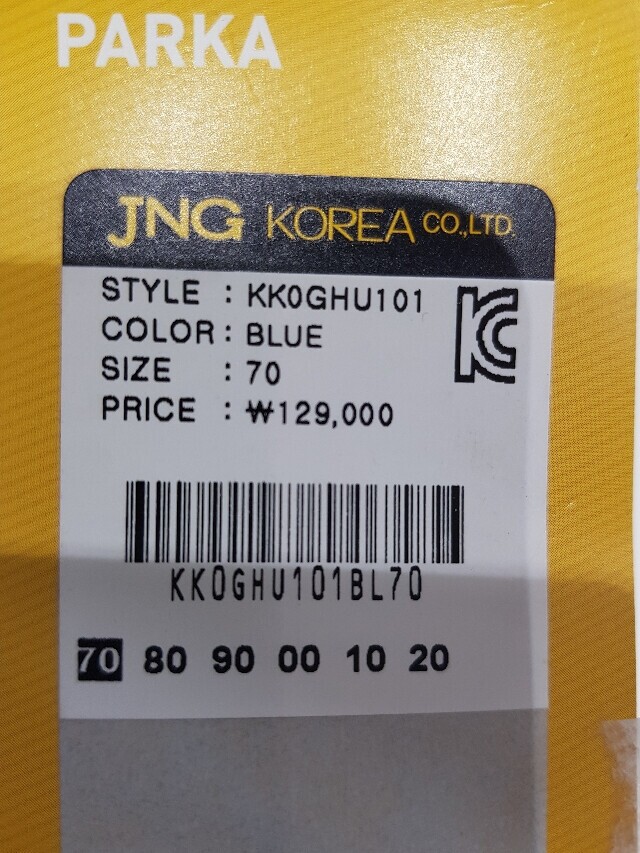 PARKA
JNG KOREA CO.,LTD.
STYLE : KK0GHU101
COLOR : BLUE
SIZE : 70
PRICE : ₩129,000
KC
KK0GHU101BL70
70 80 90 00 10 20